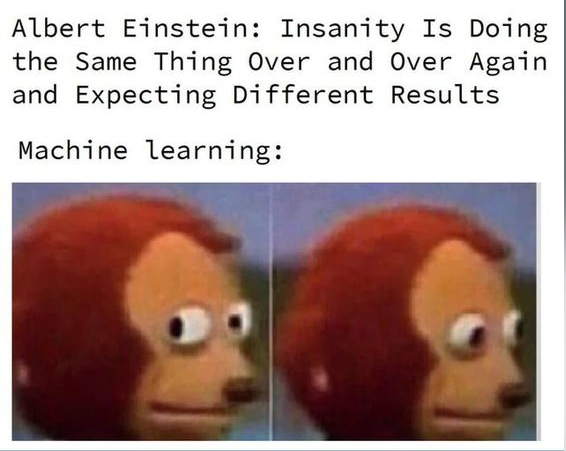 Albert Einstein: Insanity Is Doing
the Same Thing Over and Over Again
and Expecting Different Results
Machine learning: